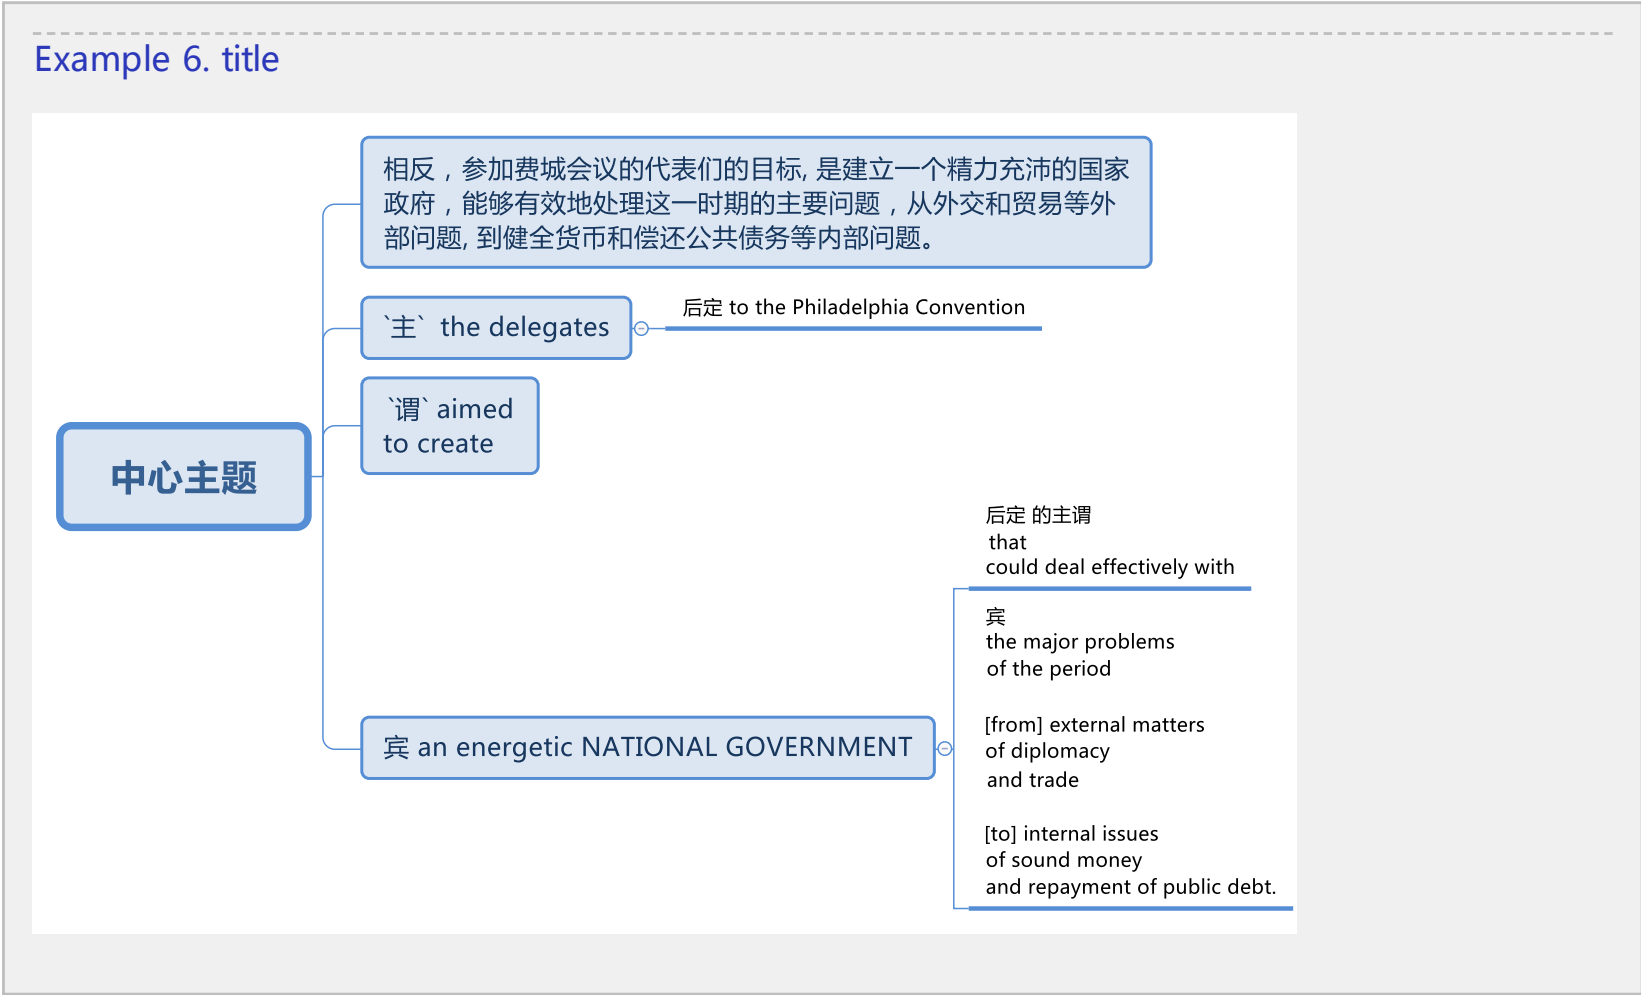 Example 6. title
相反，参加费城会议的代表们的目标, 是建立一个精力充沛的国家
政府，能够有效地处理这一时期的主要问题，从外交和贸易等外
部问题, 到健全货币和偿还公共债务等内部问题。
`主`  the delegates
后定 to the Philadelphia Convention
`谓` aimed
to create
中心主题
后定 的主谓
that
could deal effectively with
宾
the major problems
of the period
[from] external matters
of diplomacy
and trade
[to] internal issues
of sound money
and repayment of public debt.
宾 an energetic NATIONAL GOVERNMENT